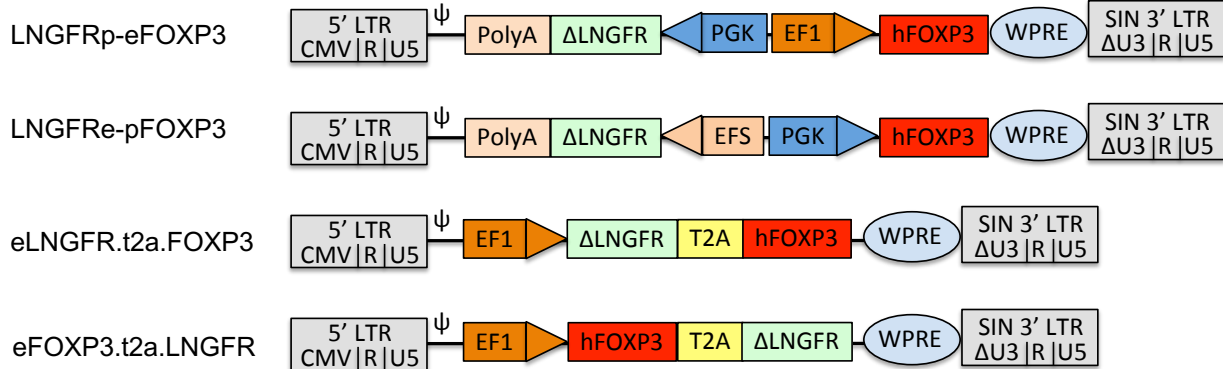 LNGFRp-eFOXP3
5' LTR
CMV|R|U5
ψ
PolyA
ΔLNGFR
PGK
EF1
hFOXP3
WPRE
SIN 3' LTR
ΔU3|R|U5
LNGFRe-pFOXP3
5' LTR
CMV|R|U5
ψ
PolyA
ΔLNGFR
EFS
PGK
hFOXP3
WPRE
SIN 3' LTR
ΔU3|R|U5
eLNGFR.t2a.FOXP3
5' LTR
CMV|R|U5
ψ
EF1
ΔLNGFR
T2A
hFOXP3
WPRE
SIN 3' LTR
ΔU3|R|U5
eFOXP3.t2a.LNGFR
5' LTR
CMV|R|U5
ψ
EF1
hFOXP3
T2A
ΔLNGFR
WPRE
SIN 3' LTR
ΔU3|R|U5